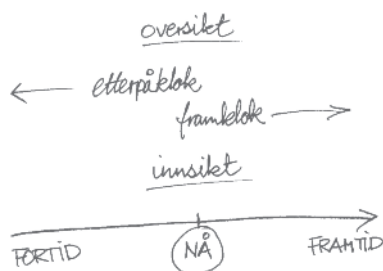 oversikt
etterpåklok
framklok
innsikt
FORTID NÅ FRAMTID